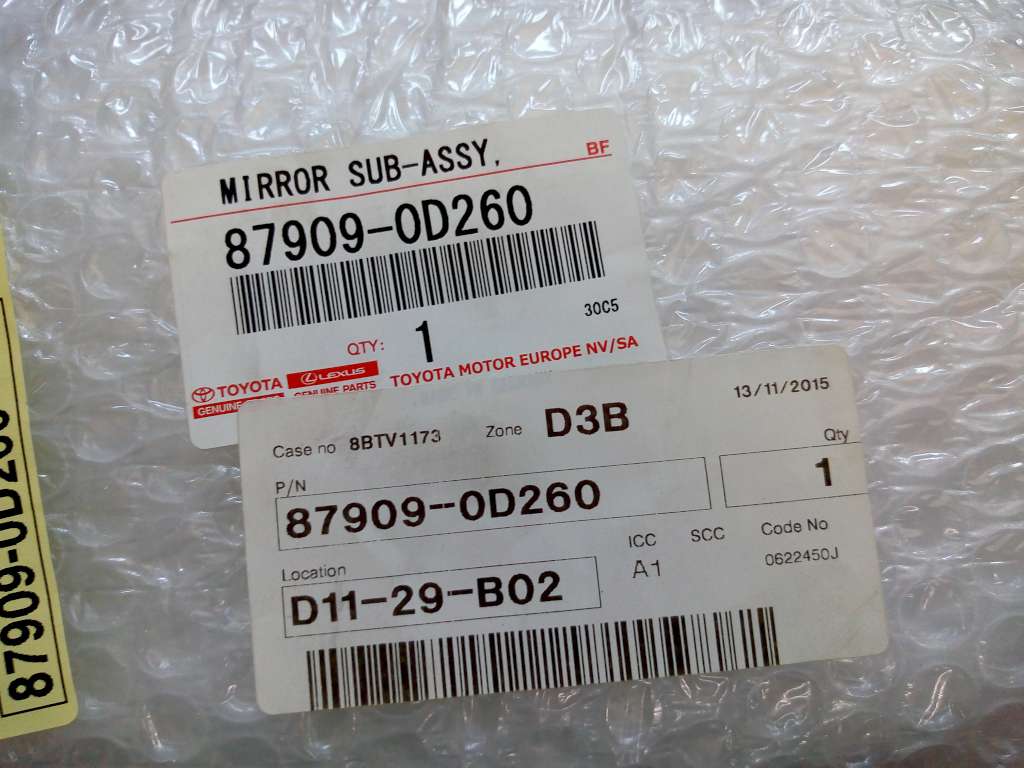 MIRROR SUB-ASSY,
BF
87909-0D260
30C5
QTY: 1
TOYOTA LEXUS TOYOTA MOTOR EUROPE NV/SA
GENUINE PARTS
13/11/2015
Case no 8BTV1173 Zone D3B
Qty
P/N
87909-0D260 1
ICC SCC Code No
Location A1 0622450J
D11-29-B02
87909-0D260